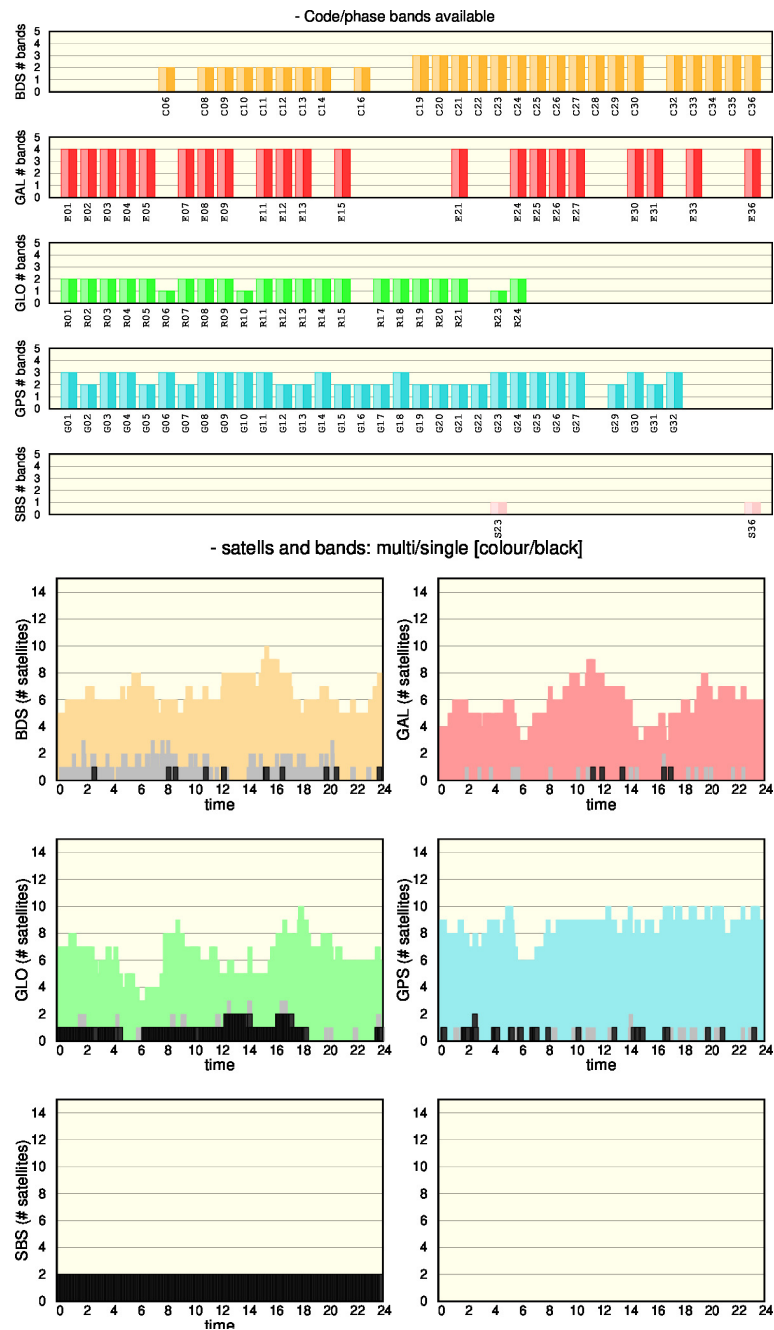 - Code/phase bands available
BDS # bands
5
4
3
2
1
0
C06 C08 C09 C10 C11 C12 C13 C14 C16 C19 C20 C21 C22 C23 C24 C25 C26 C27 C28 C29 C30 C32 C33 C34 C35 C36
GAL # bands
5
4
3
2
1
0
E01 E02 E03 E04 E05 E07 E08 E09 E11 E12 E13 E15 E21 E24 E25 E26 E27 E30 E31 E33 E36
GLO # bands
5
4
3
2
1
0
R01 R02 R03 R04 R05 R06 R07 R08 R09 R10 R11 R12 R13 R14 R15 R17 R18 R19 R20 R21 R23 R24
GPS # bands
5
4
3
2
1
0
G01 G02 G03 G04 G05 G06 G07 G08 G09 G10 G11 G12 G13 G14 G15 G16 G17 G18 G19 G20 G21 G22 G23 G24 G25 G26 G27 G29 G30 G31 G32
SBS # bands
5
4
3
2
1
0
S23 S36
- satells and bands: multi/single [colour/black]
BDS (# satellites)
14
12
10
8
6
4
2
0
0 2 4 6 8 10 12 14 16 18 20 22 24
time
GAL (# satellites)
14
12
10
8
6
4
2
0
0 2 4 6 8 10 12 14 16 18 20 22 24
time
GLO (# satellites)
14
12
10
8
6
4
2
0
0 2 4 6 8 10 12 14 16 18 20 22 24
time
GPS (# satellites)
14
12
10
8
6
4
2
0
0 2 4 6 8 10 12 14 16 18 20 22 24
time
SBS (# satellites)
14
12
10
8
6
4
2
0
0 2 4 6 8 10 12 14 16 18 20 22 24
time
14
12
10
8
6
4
2
0
0 2 4 6 8 10 12 14 16 18 20 22 24